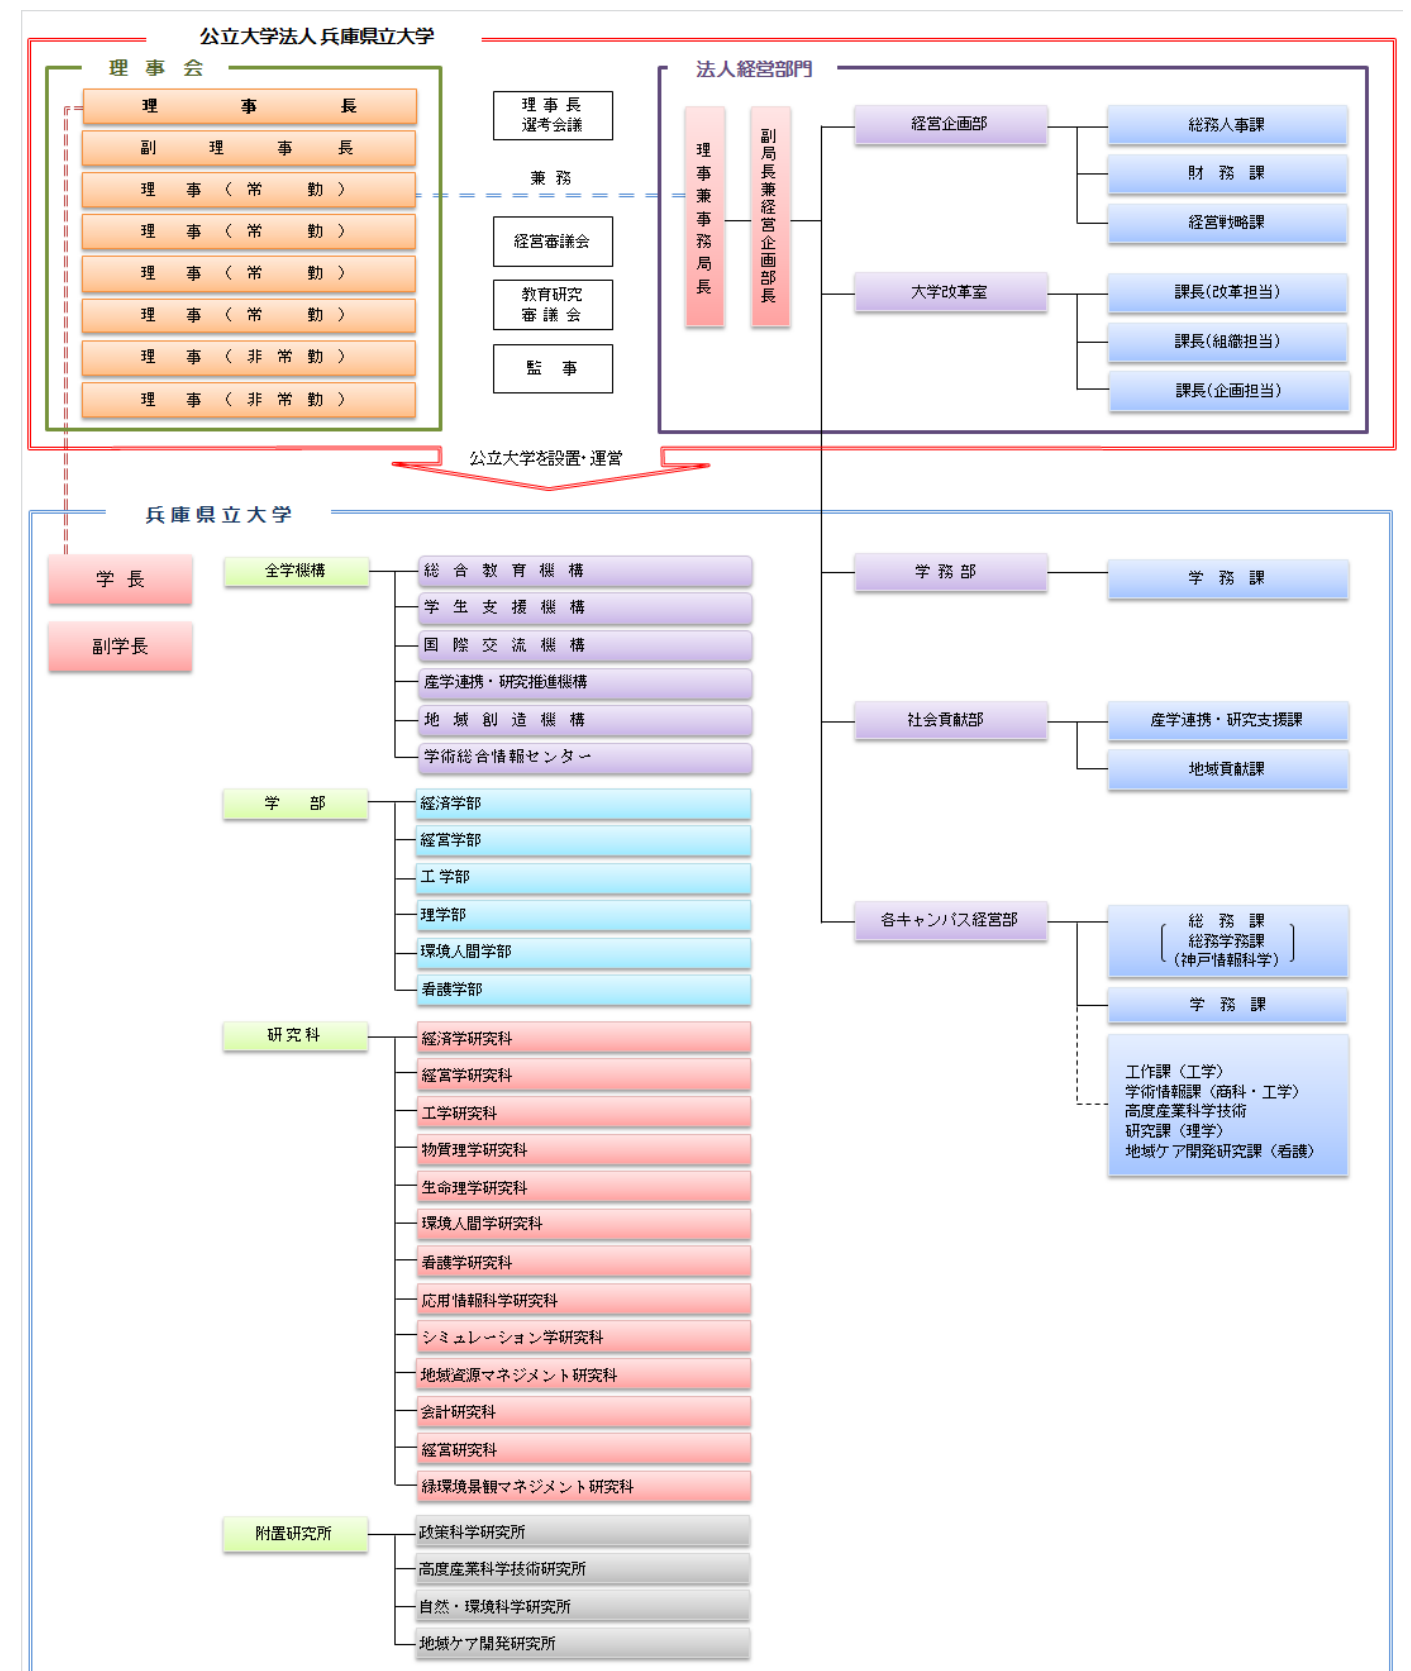 公立大学法人兵庫県立大学
理事会
理事長
副理事長
理事（常勤）
理事（常勤）
理事（常勤）
理事（常勤）
理事（非常勤）
理事（非常勤）
理事長
選考会議
兼務
経営審議会
教育研究
審議会
監事
法人経営部門
理事兼事務局長
副局長兼経営企画部長
経営企画部
総務人事課
財務課
経営戦略課
大学改革室
課長(改革担当)
課長(組織担当)
課長(企画担当)
公立大学を設置・運営
兵庫県立大学
学長
副学長
全学機構
総合教育機構
学生支援機構
国際交流機構
産学連携・研究推進機構
地域創造機構
学術総合情報センター
学部
経済学部
経営学部
工学部
理学部
環境人間学部
看護学部
研究科
経済学研究科
経営学研究科
工学研究科
物質理学研究科
生命理学研究科
環境人間学研究科
看護学研究科
応用情報科学研究科
シミュレーション学研究科
地域資源マネジメント研究科
会計研究科
経営研究科
緑環境景観マネジメント研究科
附置研究所
政策科学研究所
高度産業科学技術研究所
自然・環境科学研究所
地域ケア開発研究所
学務部
学務課
社会貢献部
産学連携・研究支援課
地域貢献課
各キャンパス経営部
総務課
総務学務課
(神戸情報科学)
学務課
工作課（工学）
学術情報課（商科・工学）
高度産業科学技術
研究課（理学）
地域ケア開発研究課（看護）